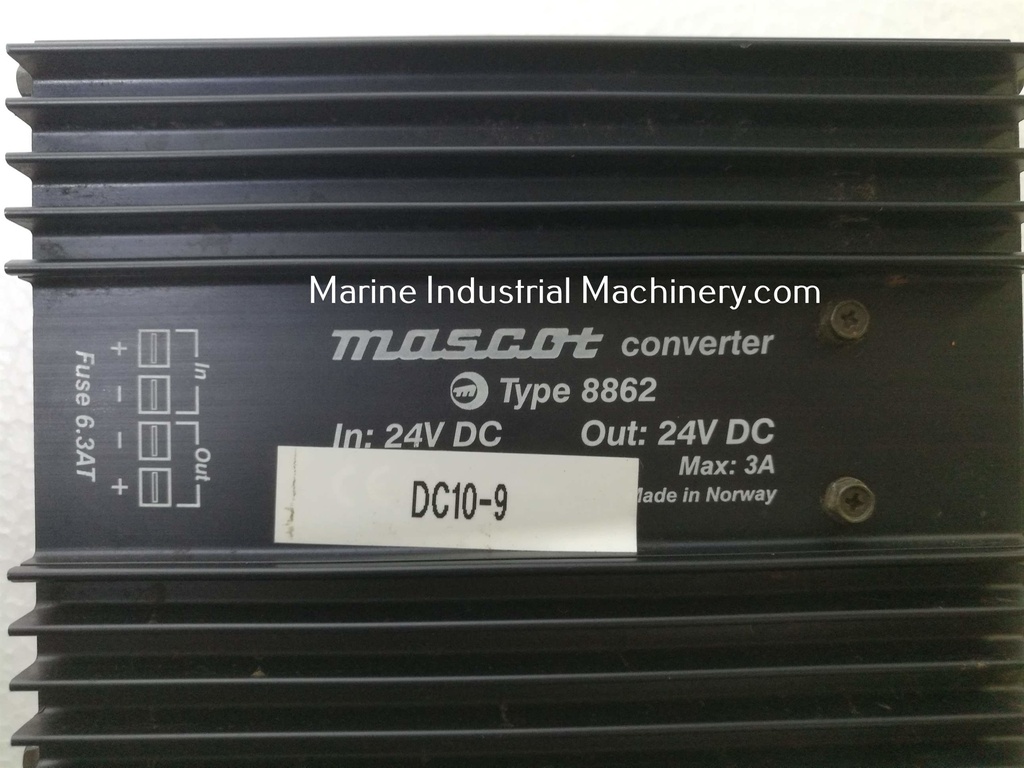 Marine Industrial Machinery.com
mascot converter
m Type 8862
In: 24V DC Out: 24V DC
Max: 3A
Made in Norway
DC10-9
Fuse 6.3AT
+ - - +
In Out